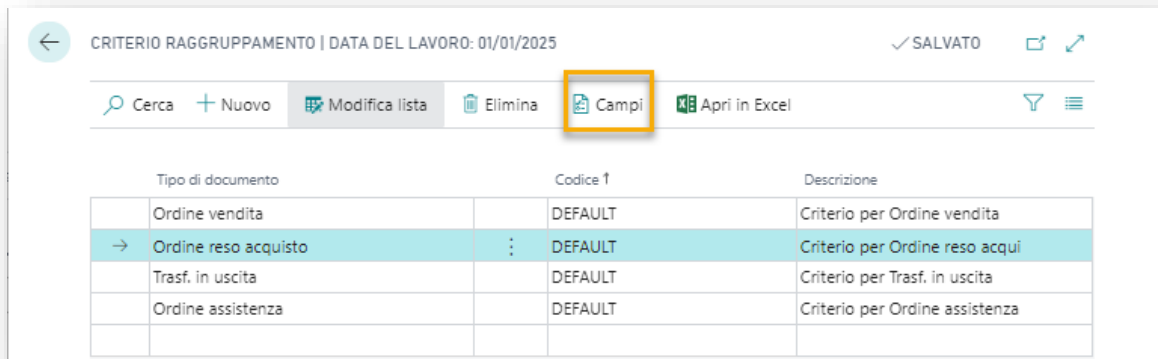 CRITERIO RAGGRUPPAMENTO | DATA DEL LAVORO: 01/01/2025 ✓ SALVATO
Cerca + Nuovo Modifica lista Elimina Campi Apri in Excel
Tipo di documento Codice ↑ Descrizione
Ordine vendita DEFAULT Criterio per Ordine vendita
→ Ordine reso acquisto ⋮ DEFAULT Criterio per Ordine reso acqui
Trasf. in uscita DEFAULT Criterio per Trasf. in uscita
Ordine assistenza DEFAULT Criterio per Ordine assistenza